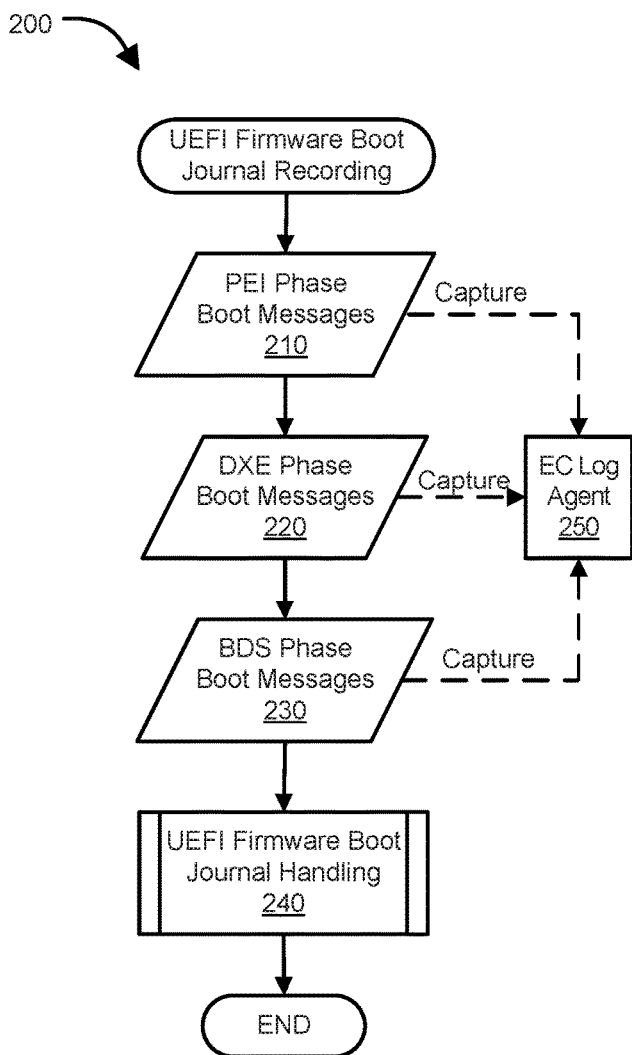 200
UEFI Firmware Boot
Journal Recording
PEI Phase
Boot Messages
210
Capture
DXE Phase
Boot Messages
220
Capture
EC Log
Agent
250
BDS Phase
Boot Messages
230
Capture
UEFI Firmware Boot
Journal Handling
240
END